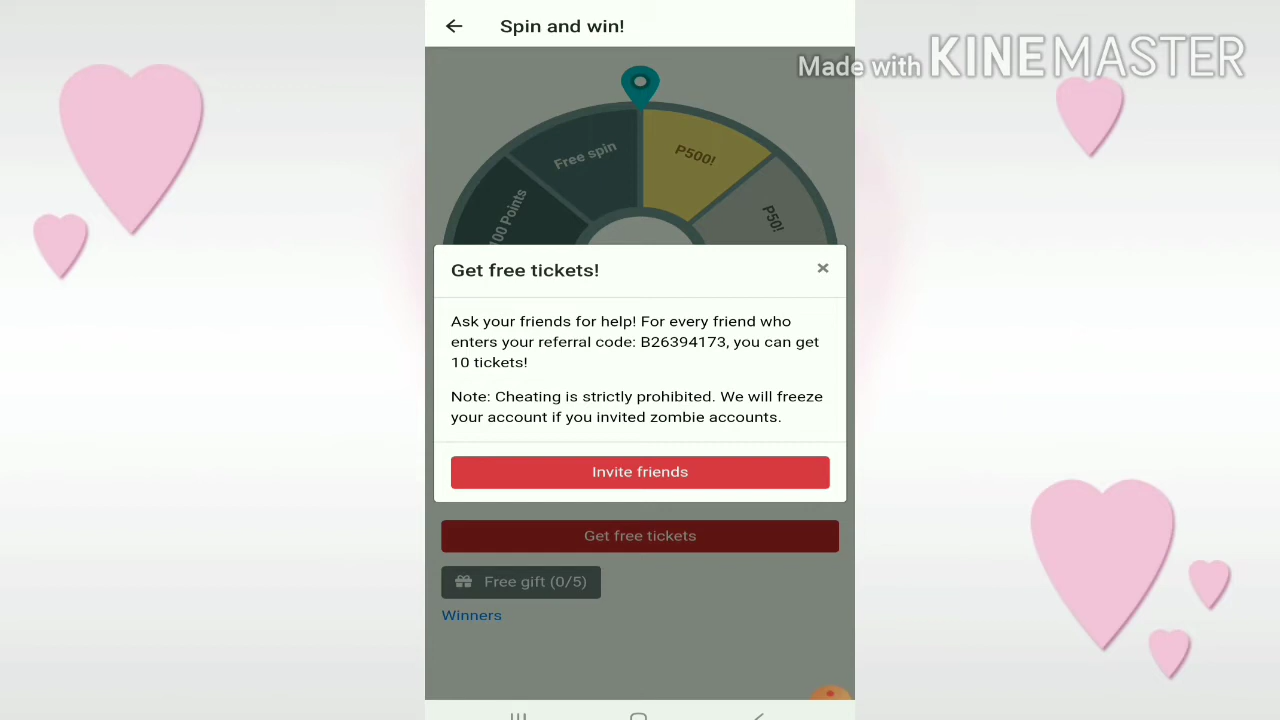 Spin and win!
Made with KINEMASTER
Free spin
P500!
100 Points
P50!
Get free tickets!
×
Ask your friends for help! For every friend who
enters your referral code: B26394173, you can get
10 tickets!
Note: Cheating is strictly prohibited. We will freeze
your account if you invited zombie accounts.
Invite friends
Get free tickets
Free gift (0/5)
Winners